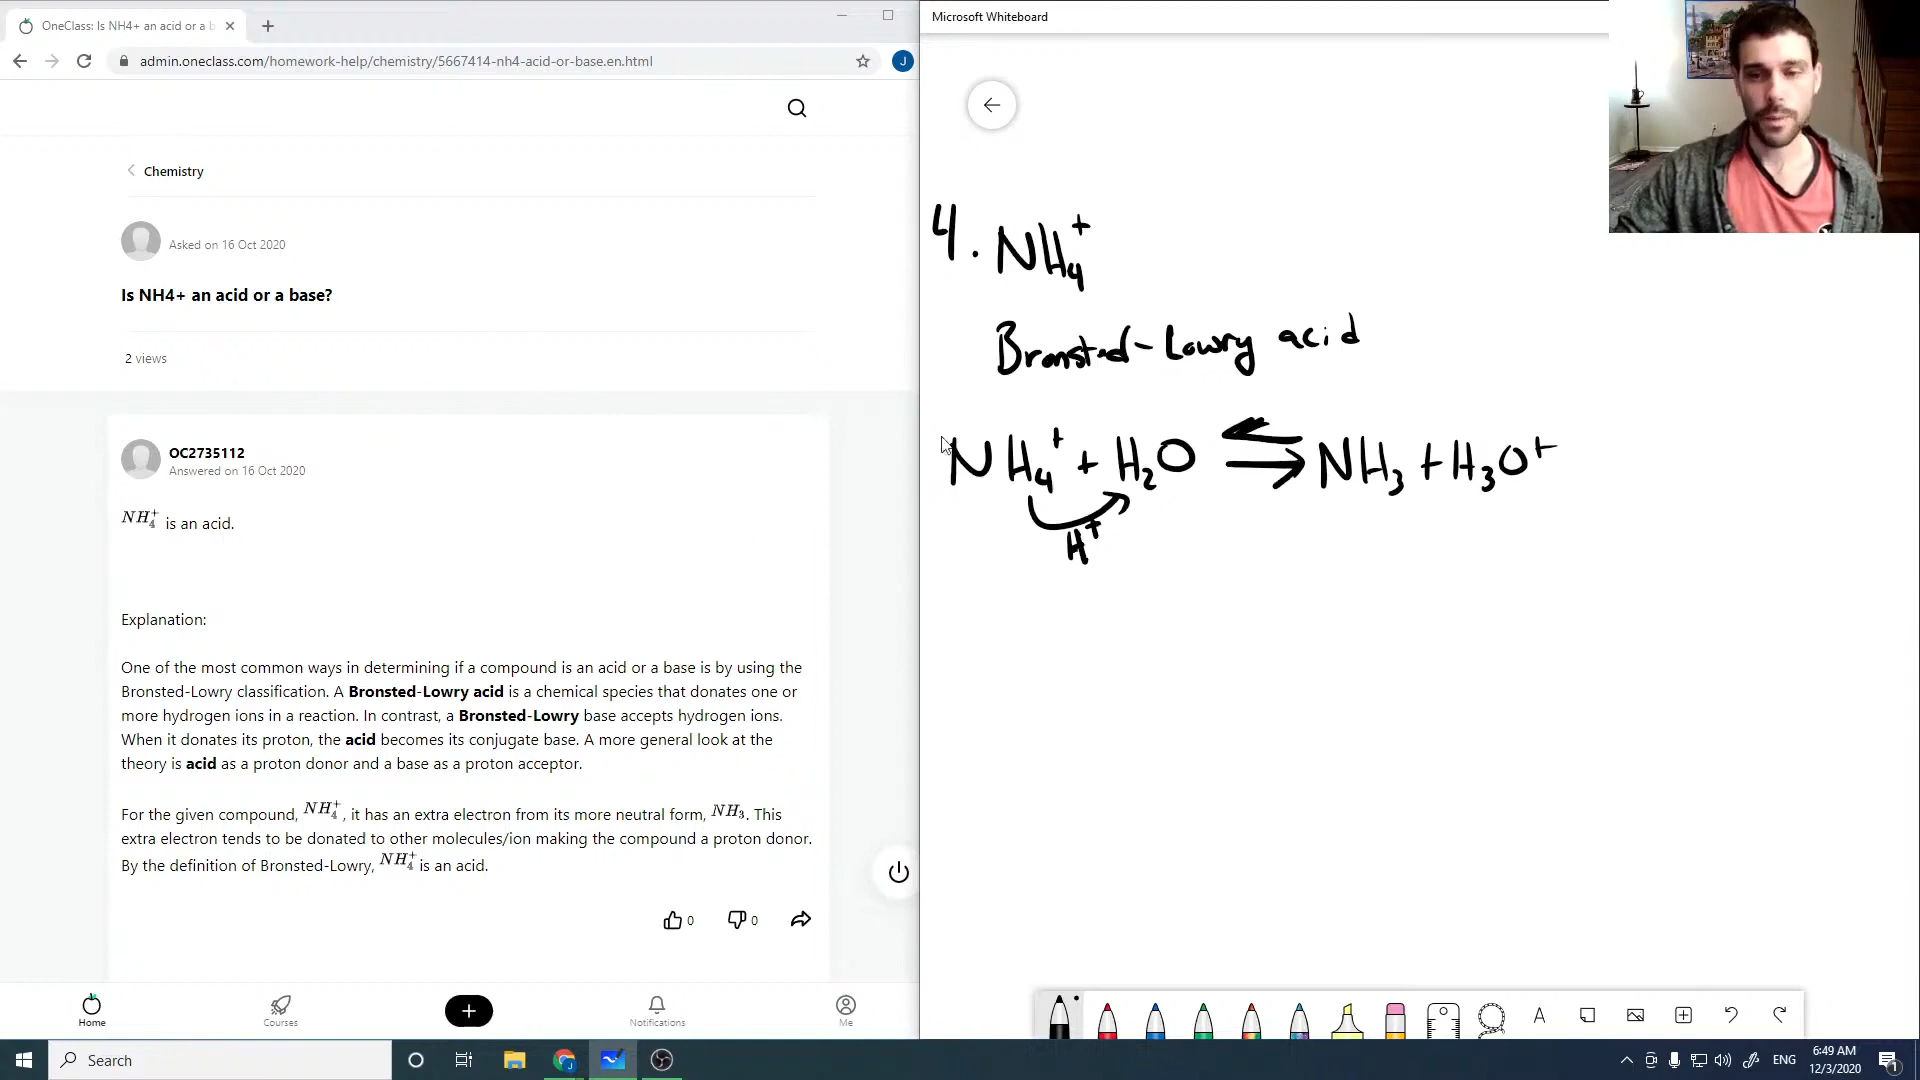 OneClass: Is NH4+ an acid or a b
admin.oneclass.com/homework-help/chemistry/5667414-nh4-acid-or-base.en.html
J
Chemistry
Asked on 16 Oct 2020
Is NH4+ an acid or a base?
2 views
OC2735112
Answered on 16 Oct 2020
NH₄⁺ is an acid.
Explanation:
One of the most common ways in determining if a compound is an acid or a base is by using the
Bronsted-Lowry classification. A Bronsted-Lowry acid is a chemical species that donates one or
more hydrogen ions in a reaction. In contrast, a Bronsted-Lowry base accepts hydrogen ions.
When it donates its proton, the acid becomes its conjugate base. A more general look at the
theory is acid as a proton donor and a base as a proton acceptor.
For the given compound, NH₄⁺, it has an extra electron from its more neutral form, NH₃. This
extra electron tends to be donated to other molecules/ion making the compound a proton donor.
By the definition of Bronsted-Lowry, NH₄⁺ is an acid.
0 0
Home Courses Notifications Me
Microsoft Whiteboard
4. NH₄⁺
Bronsted-Lowry acid
NH₄⁺ + H₂O ⇌ NH₃ + H₃O⁺
H⁺
A
Search
ENG
6:49 AM
12/3/2020
1